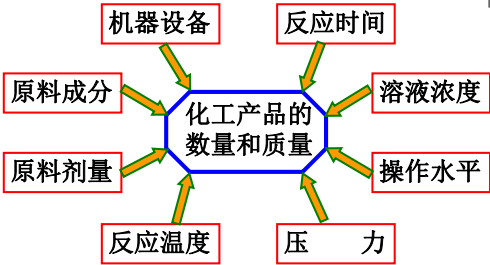 机器设备
反应时间
原料成分
化工产品的
数量和质量
溶液浓度
原料剂量
操作水平
反应温度
压 力